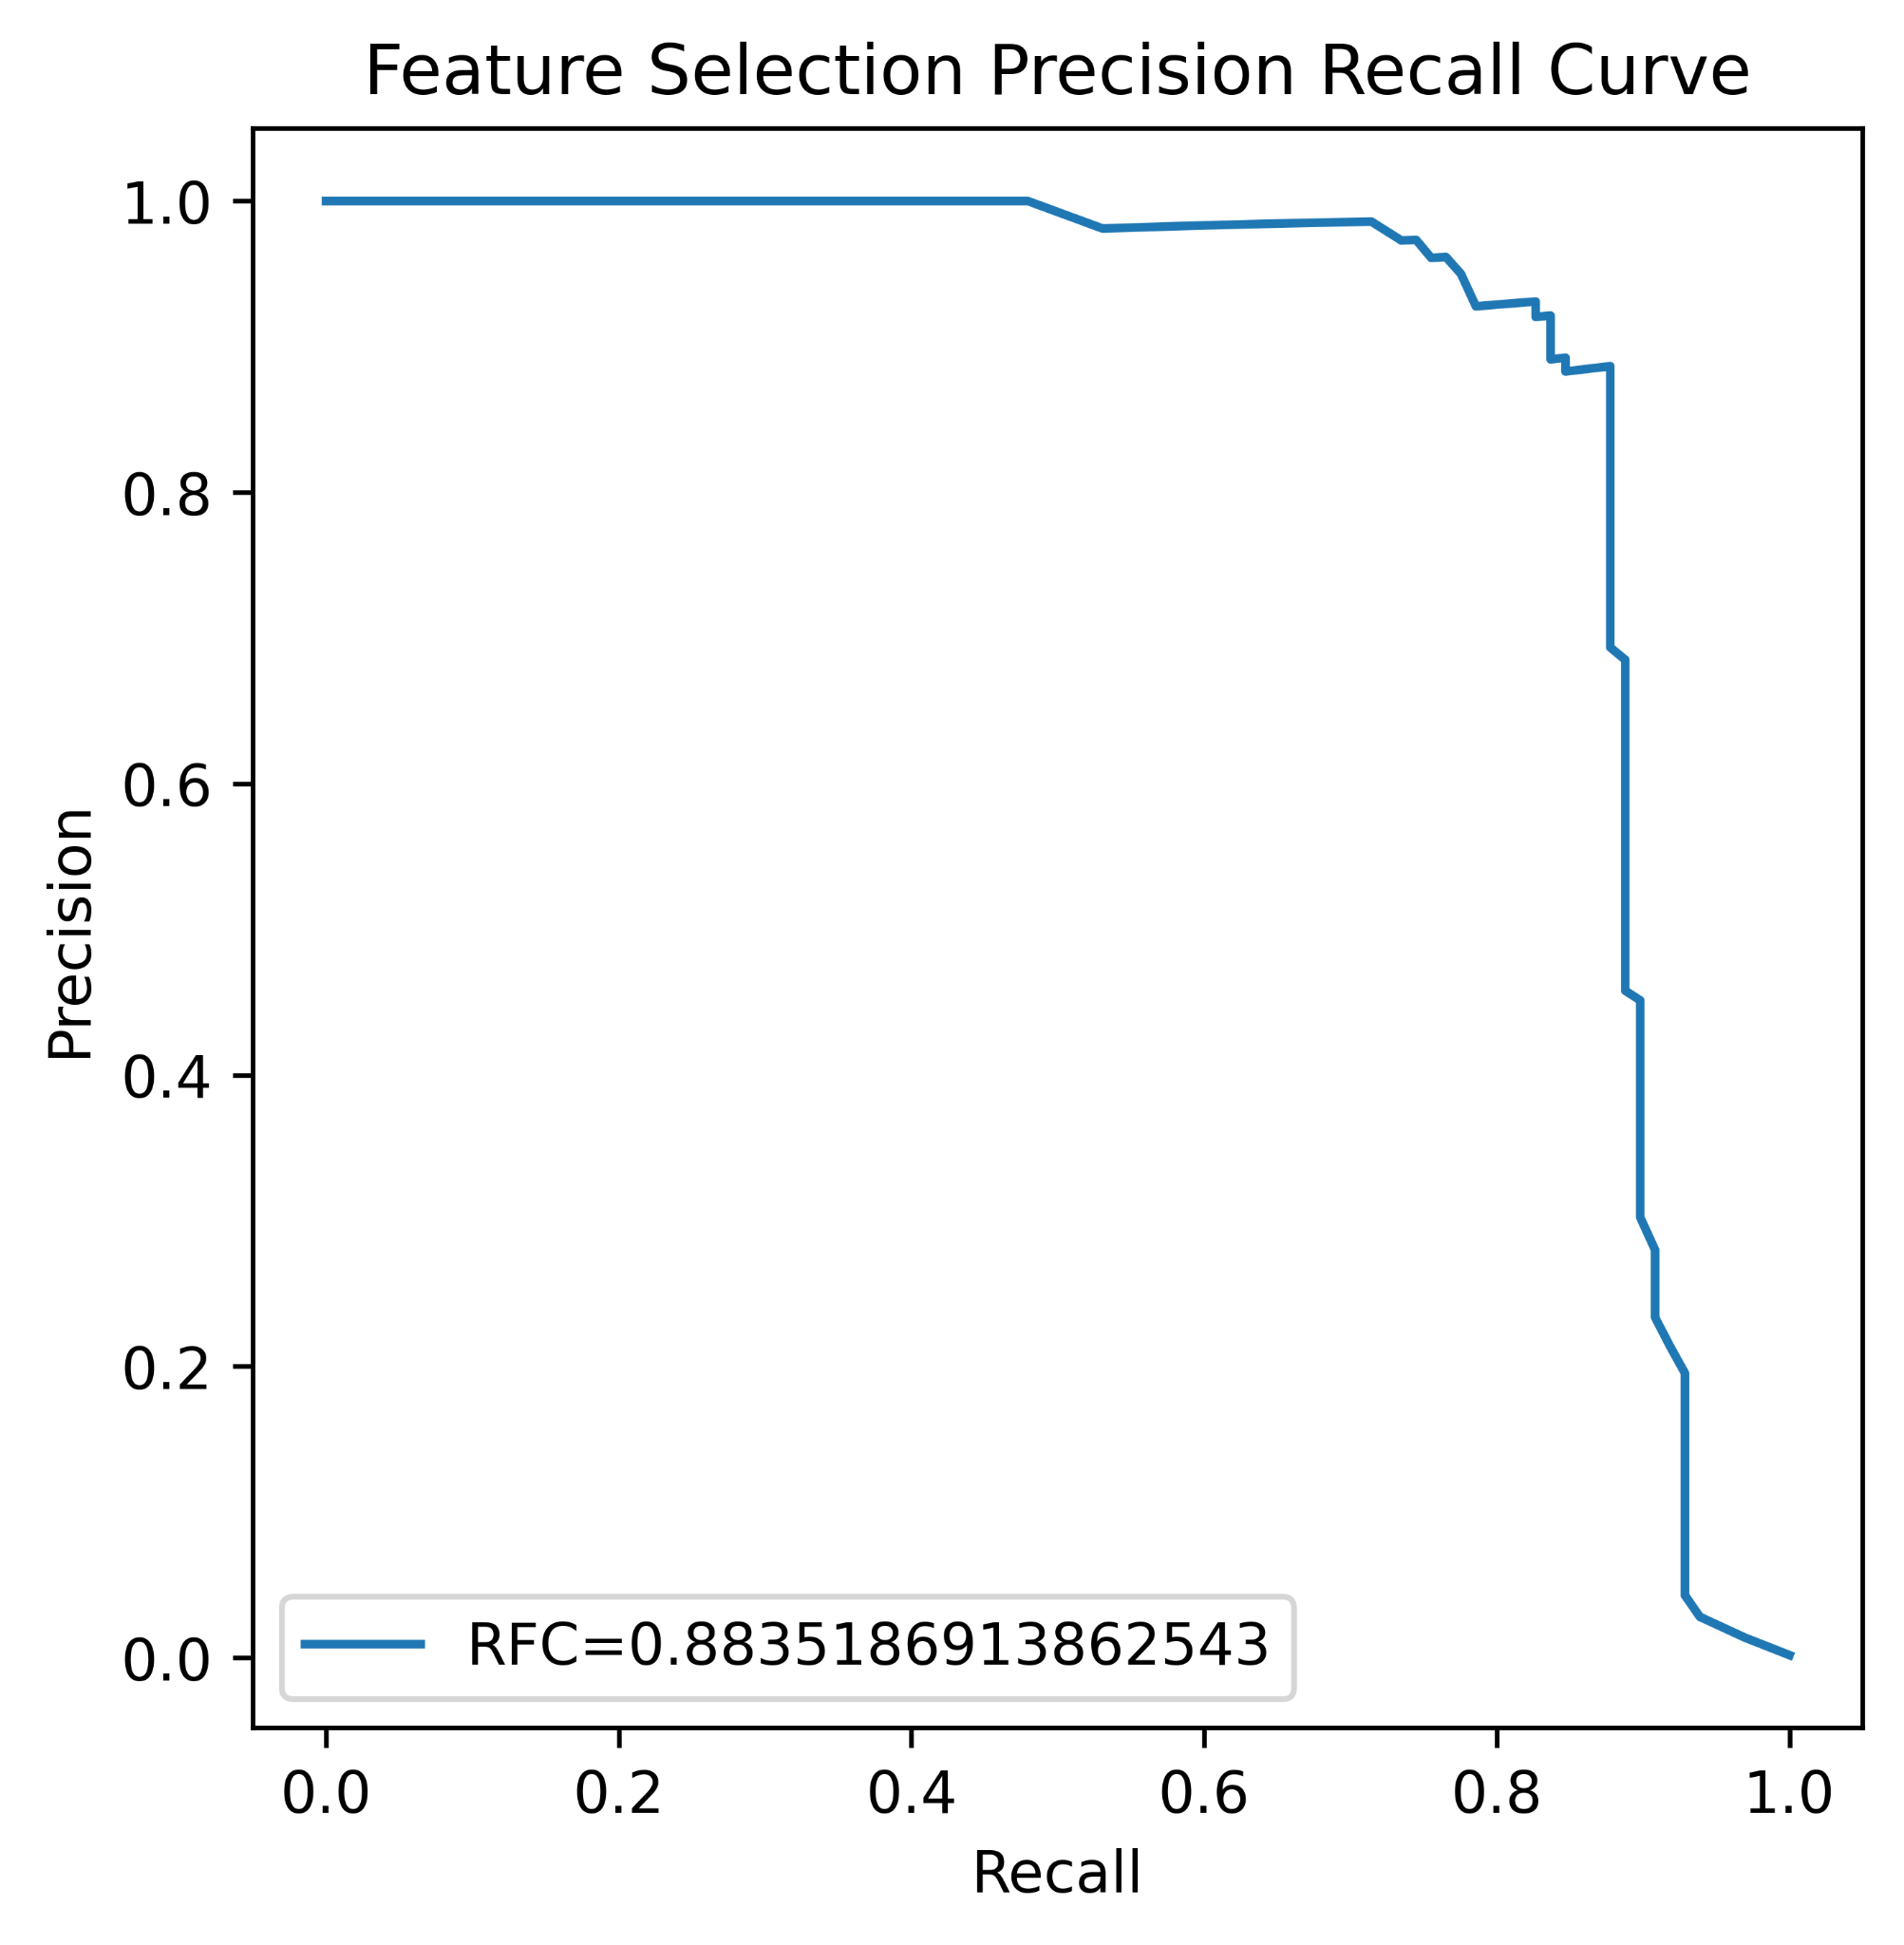 Feature Selection Precision Recall Curve
1.0
0.8
0.6
0.4
0.2
0.0
Precision
RFC=0.8835186913862543
0.0 0.2 0.4 0.6 0.8 1.0
Recall